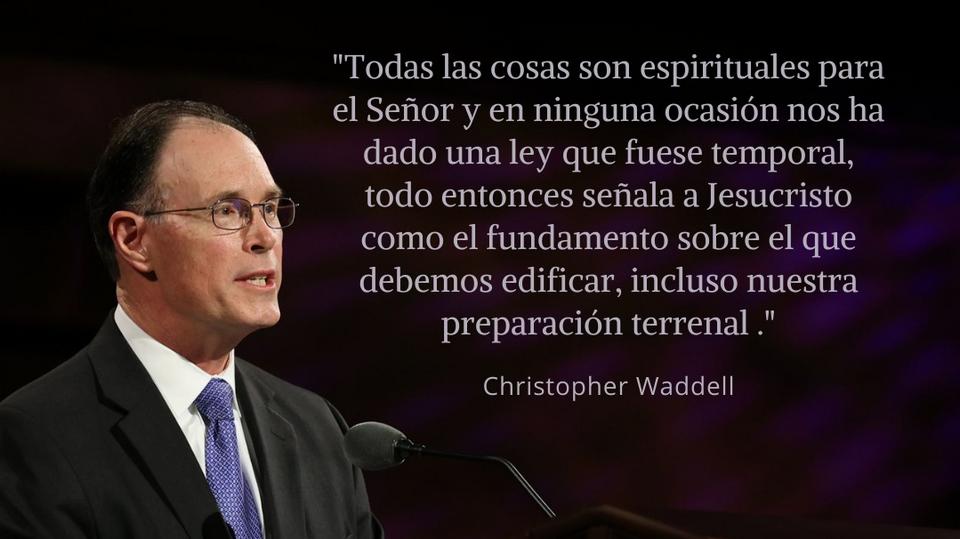 "Todas las cosas son espirituales para
el Señor y en ninguna ocasión nos ha
dado una ley que fuese temporal,
todo entonces señala a Jesucristo
como el fundamento sobre el que
debemos edificar, incluso nuestra
preparación terrenal ."
Christopher Waddell